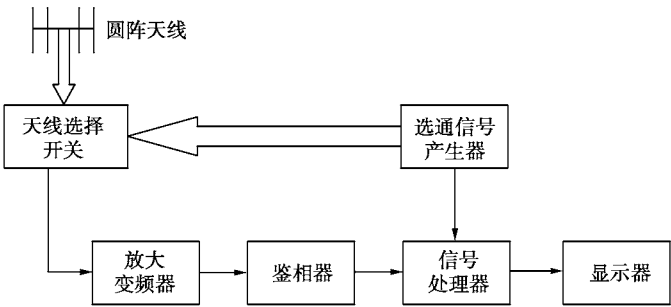 圆阵天线
天线选择
开关
选通信号
产生器
放大
变频器
鉴相器
信号
处理器
显示器